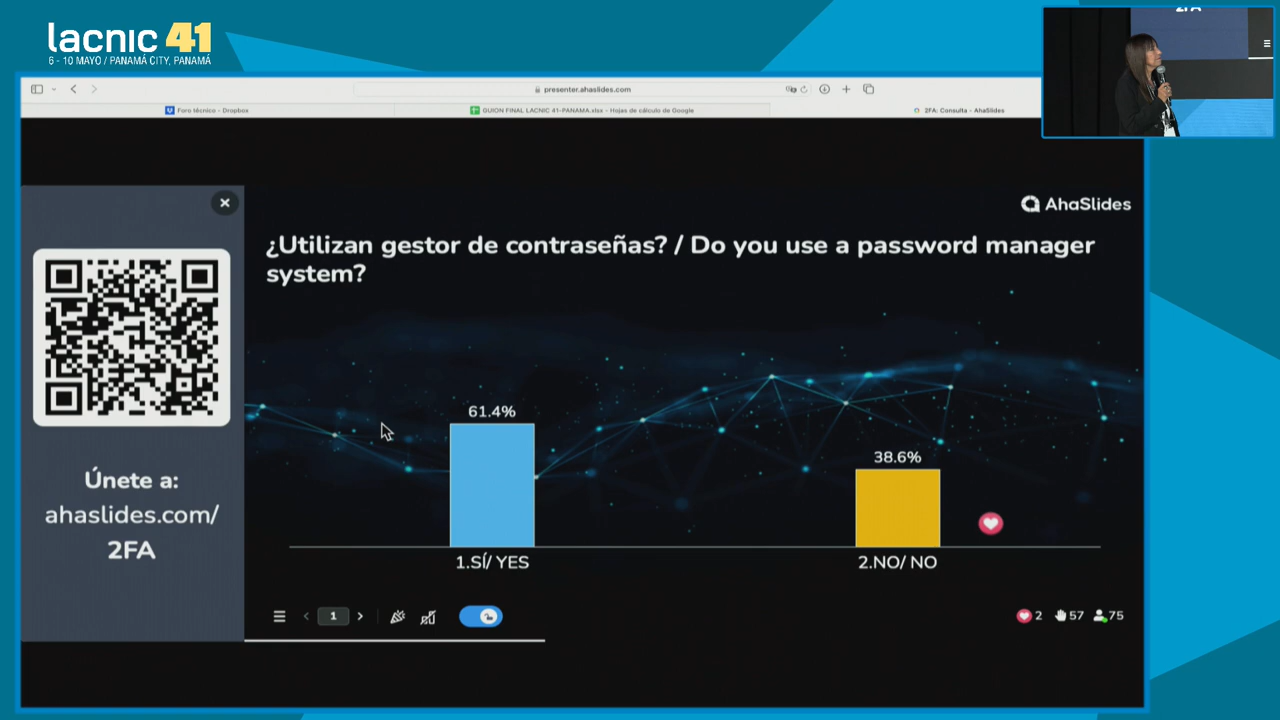 lacnic 41
6 - 10 MAYO / PANAMÁ CITY, PANAMÁ
2FA
presenter.ahaslides.com
Foro técnico - Dropbox
GUION FINAL LACNIC 41-PANAMA.xlsx - Hojas de cálculo de Google
2FA: Consulta - AhaSlides
AhaSlides
¿Utilizan gestor de contraseñas? / Do you use a password manager
system?
61.4%
38.6%
1.SÍ/ YES
2.NO/ NO
Únete a:
ahaslides.com/
2FA
1
2
57
75